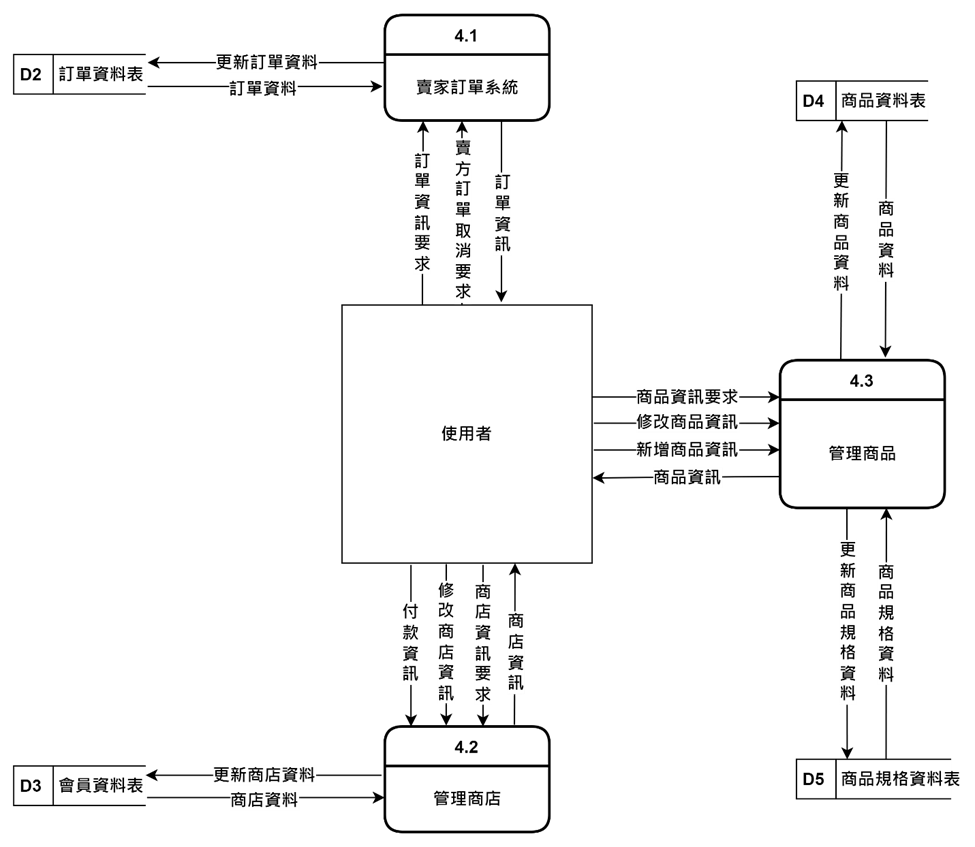 4.1
賣家訂單系統
D2 訂單資料表
更新訂單資料
訂單資料
D4 商品資料表
訂單資訊要求
賣方訂單取消要求
訂單資訊
更新商品資料
商品資料
使用者
商品資訊要求
修改商品資訊
新增商品資訊
商品資訊
4.3
管理商品
更新商品規格資料
商品規格資料
付款資訊
修改商店資訊
商店資訊要求
商店資訊
4.2
管理商店
D3 會員資料表
更新商店資料
商店資料
D5 商品規格資料表